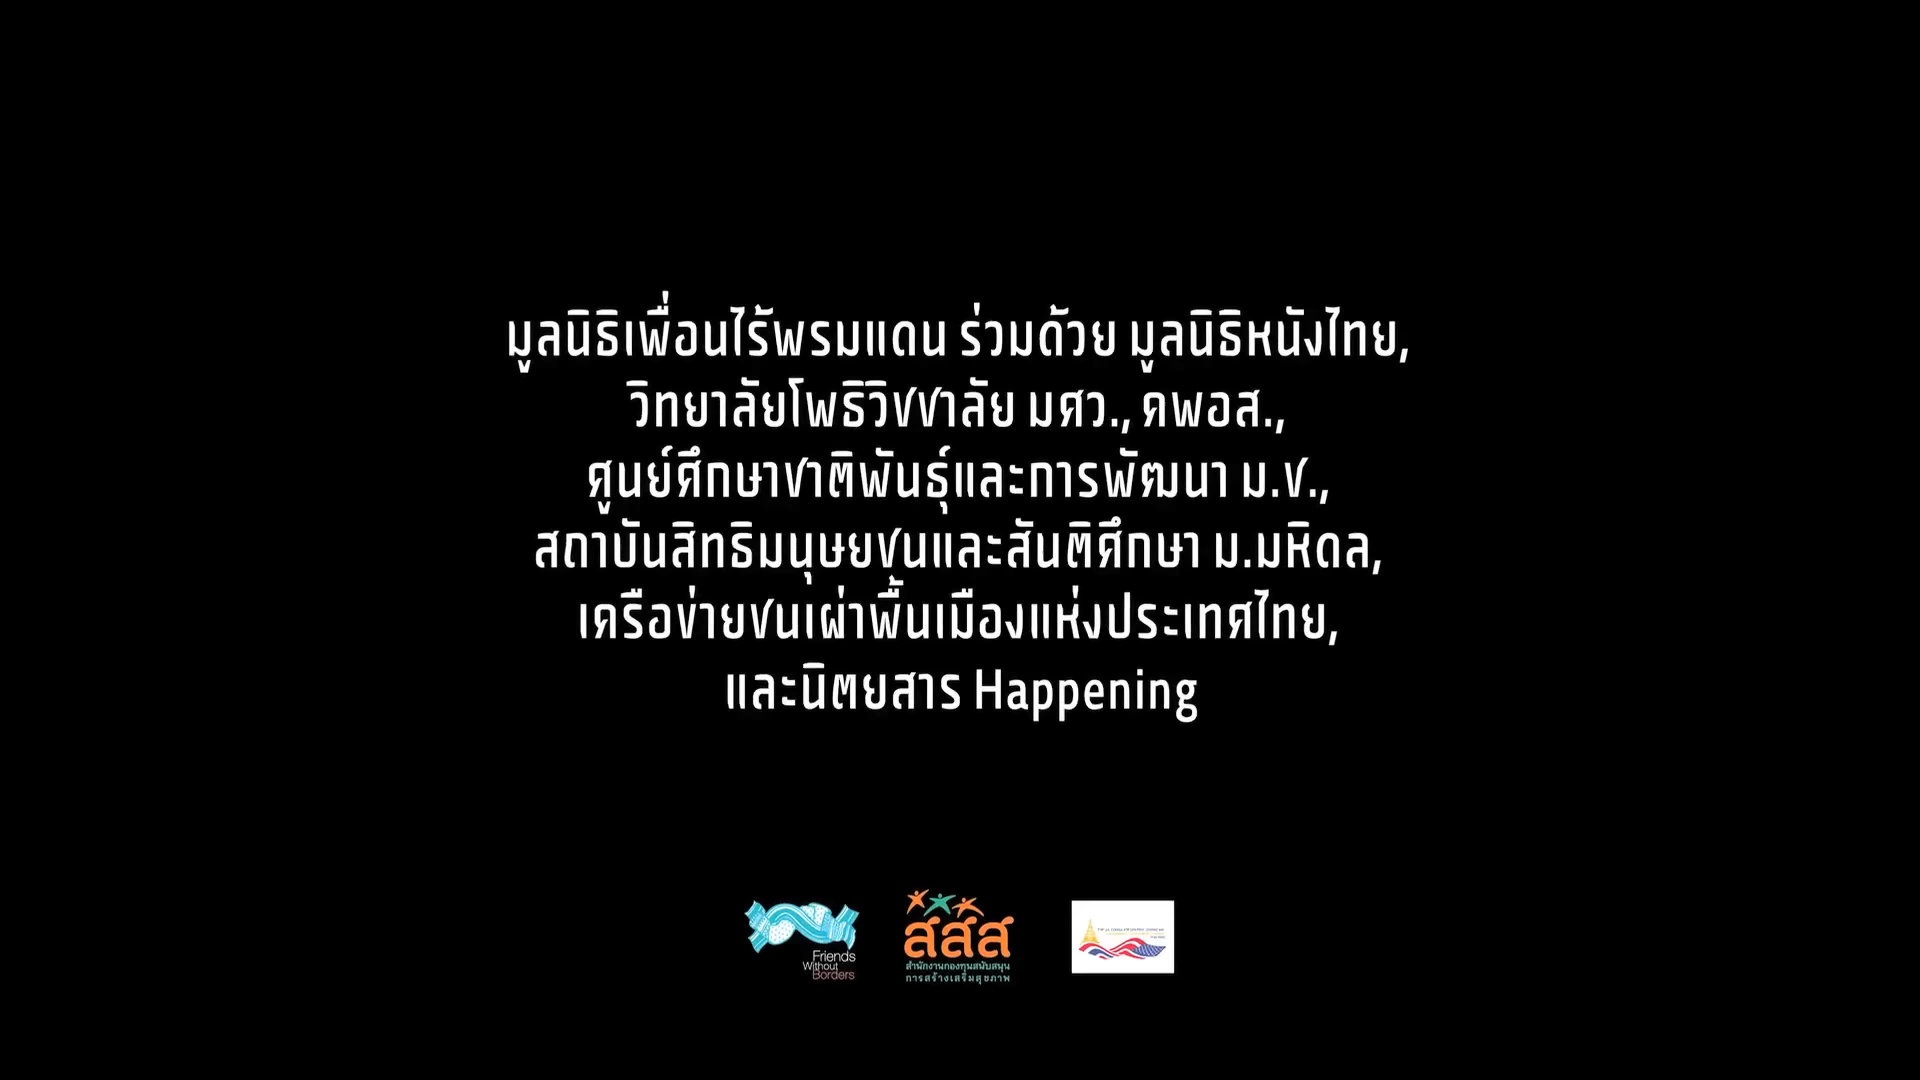 มูลนิธิเพื่อนไร้พรมแดน ร่วมด้วย มูลนิธิหนังไทย,
วิทยาลัยโพธิวิชชาลัย มศว., คพอส.,
ศูนย์ศึกษาชาติพันธุ์และการพัฒนา ม.ช.,
สถาบันสิทธิมนุษยชนและสันติศึกษา ม.มหิดล,
เครือข่ายชนเผ่าพื้นเมืองแห่งประเทศไทย,
และนิตยสาร Happening
Friends
Without
Borders
สสส
สำนักงานกองทุนสนับสนุน
การสร้างเสริมสุขภาพ